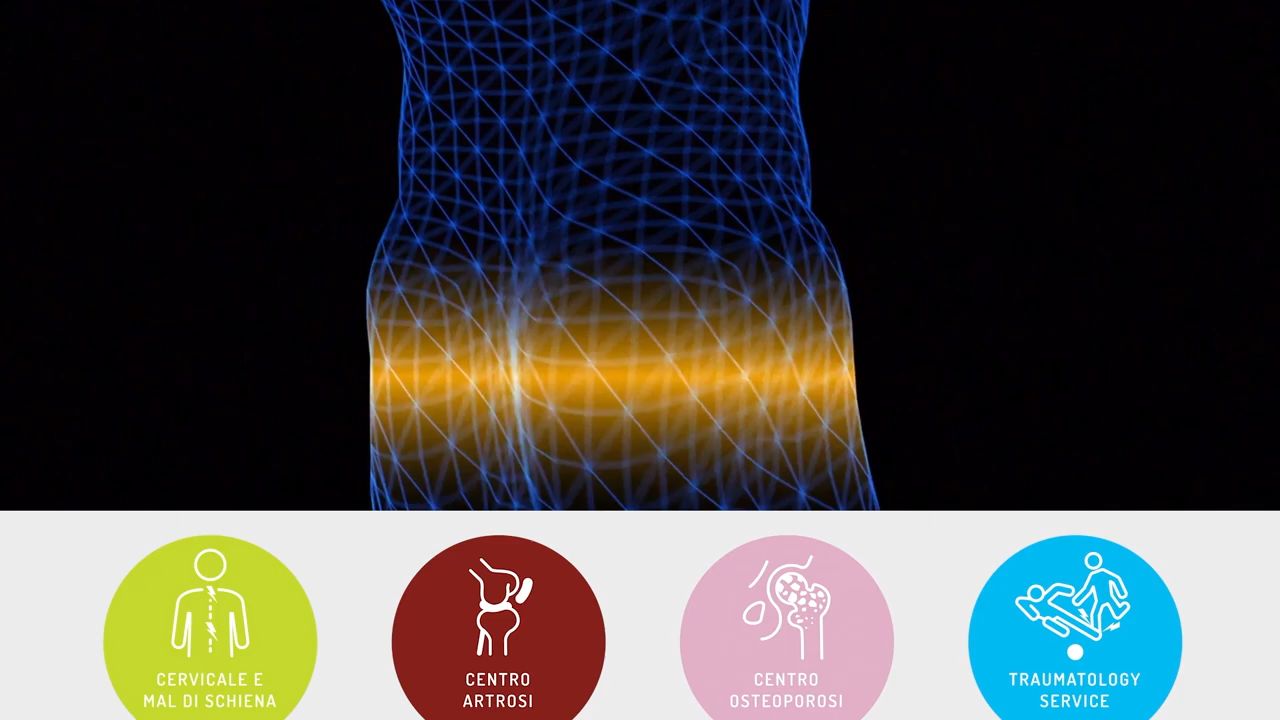 CERVICALE E
MAL DI SCHIENA
CENTRO
ARTROSI
CENTRO
OSTEOPOROSI
TRAUMATOLOGY
SERVICE